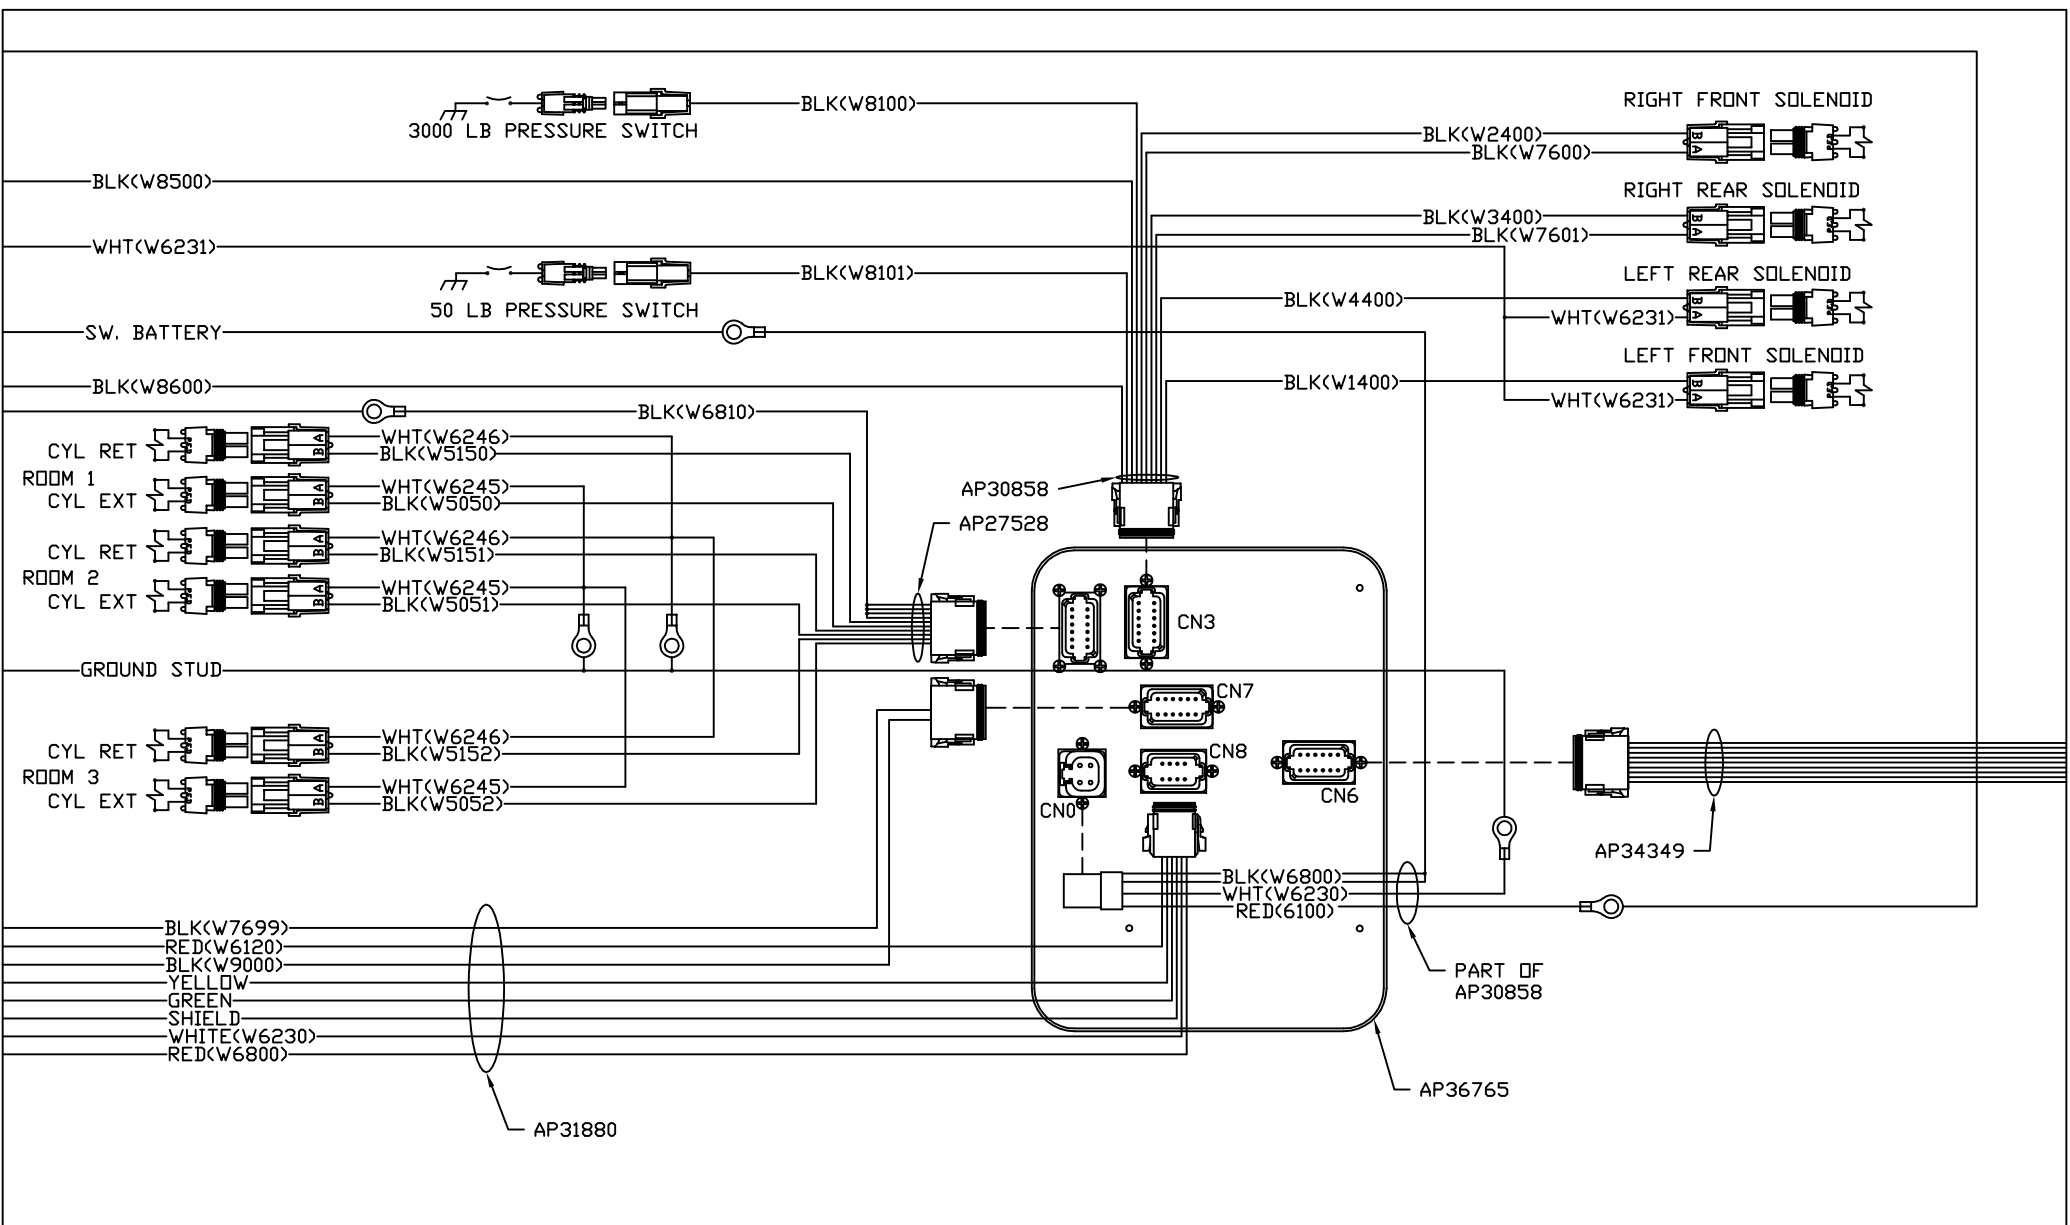 RIGHT FRONT SOLENOID
BLK(W8100)
3000 LB PRESSURE SWITCH
BLK(W2400)
B
A
BLK(W7600)
BLK(W8500)
RIGHT REAR SOLENOID
BLK(W3400)
B
A
BLK(W7601)
WHT(W6231)
BLK(W8101)
50 LB PRESSURE SWITCH
LEFT REAR SOLENOID
BLK(W4400)
B
A
WHT(W6231)
SW. BATTERY
LEFT FRONT SOLENOID
BLK(W8600)
BLK(W1400)
B
A
WHT(W6231)
BLK(W6810)
CYL RET
A
B
WHT(W6246)
BLK(W5150)
ROOM 1
CYL EXT
A
B
WHT(W6245)
BLK(W5050)
AP30858
AP27528
CYL RET
A
B
WHT(W6246)
BLK(W5151)
ROOM 2
CYL EXT
A
B
WHT(W6245)
BLK(W5051)
CN3
GROUND STUD
CN7
CYL RET
A
B
WHT(W6246)
BLK(W5152)
CN8
ROOM 3
CYL EXT
A
B
WHT(W6245)
BLK(W5052)
CN0
CN6
AP34349
BLK(W6800)
WHT(W6230)
RED(6100)
BLK(W7699)
RED(W6120)
BLK(W9000)
YELLOW
GREEN
SHIELD
WHITE(W6230)
RED(W6800)
PART OF
AP30858
AP36765
AP31880